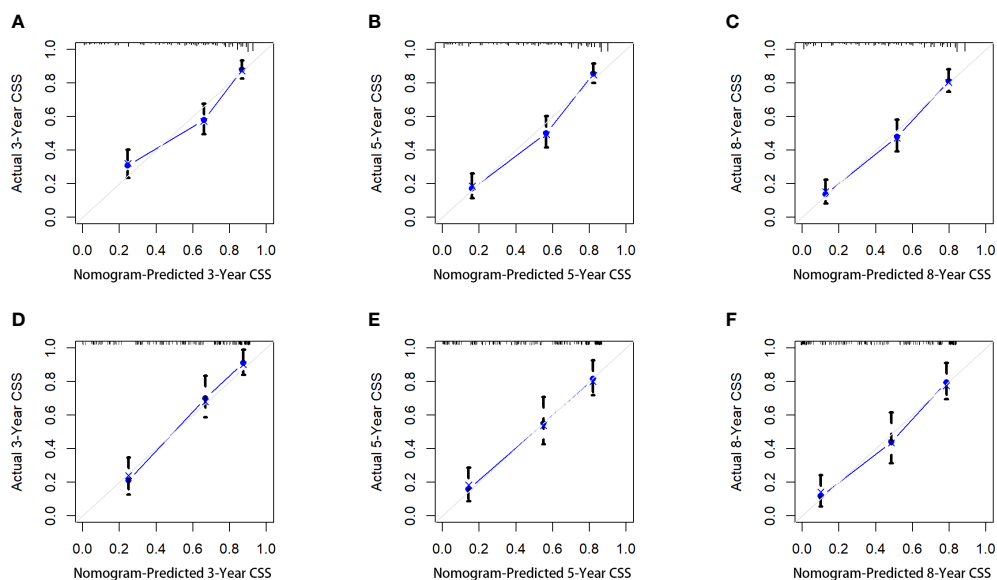 A
B
C
Actual 3-Year CSS
0.0 0.2 0.4 0.6 0.8 1.0
0.0 0.2 0.4 0.6 0.8 1.0
Nomogram-Predicted 3-Year CSS
Actual 5-Year CSS
0.0 0.2 0.4 0.6 0.8 1.0
0.0 0.2 0.4 0.6 0.8 1.0
Nomogram-Predicted 5-Year CSS
Actual 8-Year CSS
0.0 0.2 0.4 0.6 0.8 1.0
0.0 0.2 0.4 0.6 0.8 1.0
Nomogram-Predicted 8-Year CSS
D
E
F
Actual 3-Year CSS
0.0 0.2 0.4 0.6 0.8 1.0
0.0 0.2 0.4 0.6 0.8 1.0
Nomogram-Predicted 3-Year CSS
Actual 5-Year CSS
0.0 0.2 0.4 0.6 0.8 1.0
0.0 0.2 0.4 0.6 0.8 1.0
Nomogram-Predicted 5-Year CSS
Actual 8-Year CSS
0.0 0.2 0.4 0.6 0.8 1.0
0.0 0.2 0.4 0.6 0.8 1.0
Nomogram-Predicted 8-Year CSS